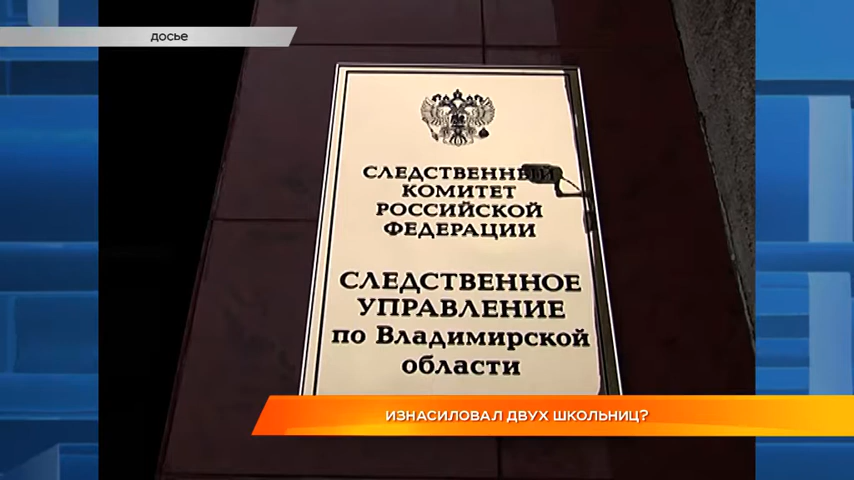 досье
СЛЕДСТВЕННЫЙ
КОМИТЕТ
РОССИЙСКОЙ
ФЕДЕРАЦИИ
СЛЕДСТВЕННОЕ
УПРАВЛЕНИЕ
по Владимирской
области
ИЗНАСИЛОВАЛ ДВУХ ШКОЛЬНИЦ?